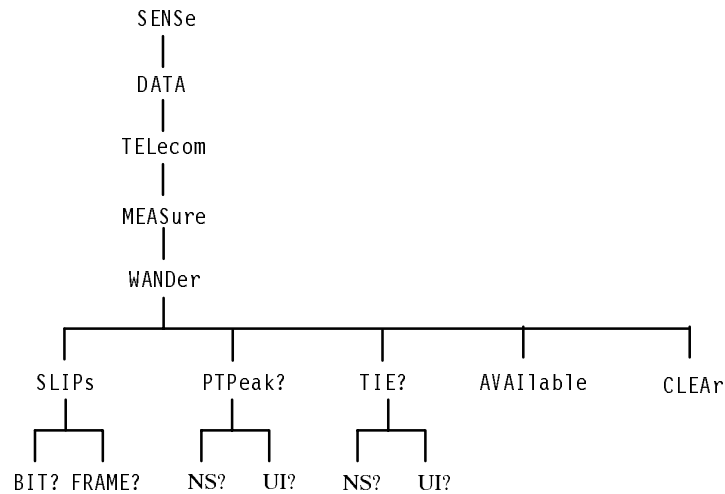 SENSe
DATA
TELecom
MEASure
WANDer
SLIPs PTPeak? TIE? AVAIlable CLEAr
BIT? FRAME? NS? UI? NS? UI?